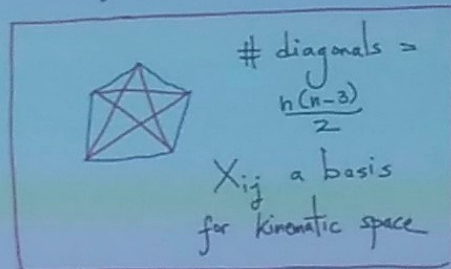 # diagonals =
n(n-3)
2
Xij a basis
for kinematic space